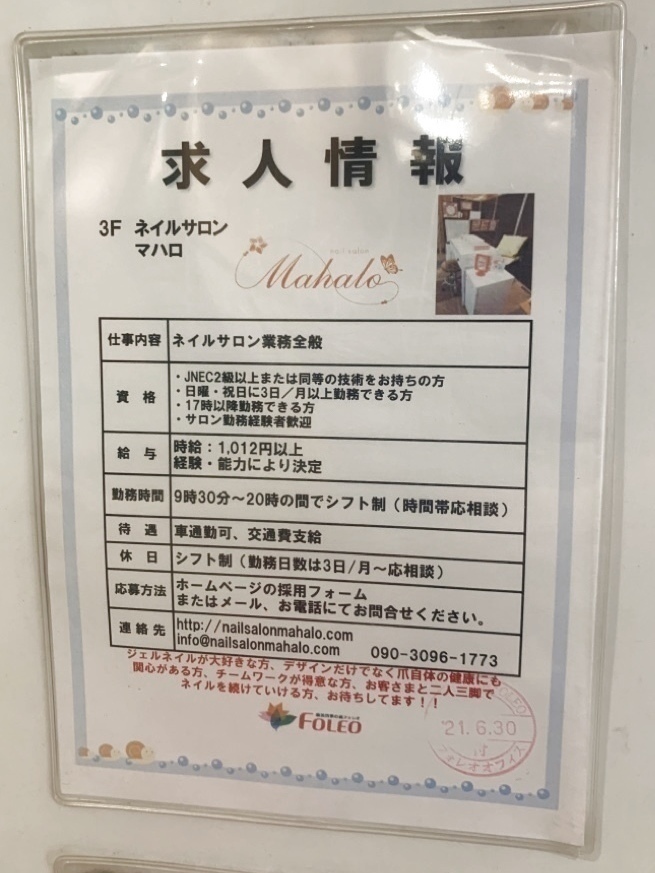 求人情報
3F ネイルサロン
マハロ
nail salon
Mahalo
仕事内容 ネイルサロン業務全般
資格
・JNEC2級以上または同等の技術をお持ちの方
・日曜・祝日に3日／月以上勤務できる方
・17時以降勤務できる方
・サロン勤務経験者歓迎
給与
時給：1,012円以上
経験・能力により決定
勤務時間 9時30分～20時の間でシフト制（時間帯応相談）
待遇 車通勤可、交通費支給
休日 シフト制（勤務日数は3日/月～応相談）
応募方法
ホームページの採用フォーム
またはメール、お電話にてお問合せください。
連絡先
http://nailsalonmahalo.com
info@nailsalonmahalo.com 090-3096-1773
ジェルネイルが大好きな方、デザインだけでなく爪自体の健康にも
関心がある方、チームワークが得意な方、お客さまと二人三脚で
ネイルを続けていける方、お待ちしてます！！
FOLEO
FOLEO
'21.6.30
付
フォレオオフィス